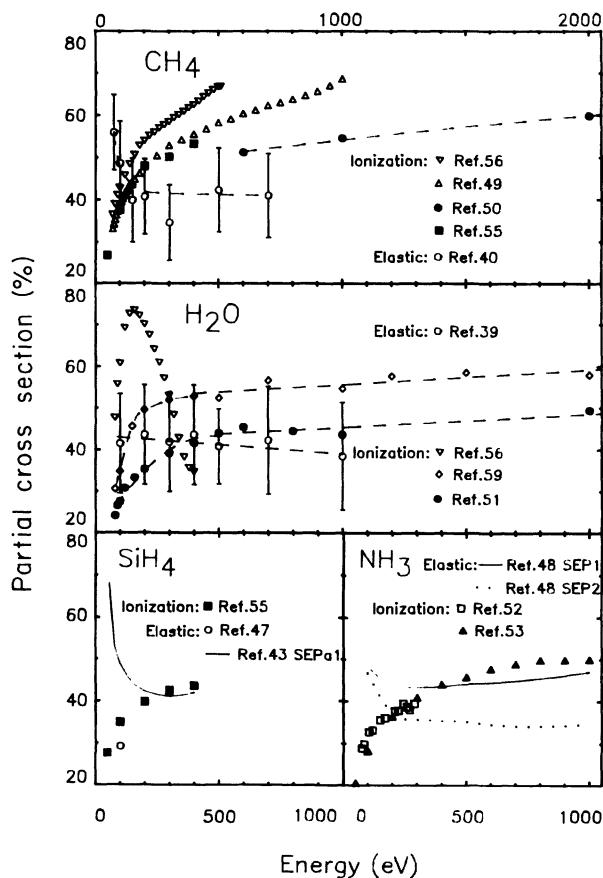 0 1000 2000
80
60
40
20
CH4
Ionization: ▿ Ref.56
▵ Ref.49
● Ref.50
■ Ref.55
Elastic: ○ Ref.40
Partial cross section (%)
80
60
40
20
H2O
Elastic: ○ Ref.39
Ionization: ▿ Ref.56
◇ Ref.59
● Ref.51
80
60
40
20
SiH4
Ionization: ■ Ref.55
Elastic: ○ Ref.47
— Ref.43 SEPa1
NH3
Elastic: — Ref.48 SEP1
··· Ref.48 SEP2
Ionization: □ Ref.52
▲ Ref.53
0 500 1000 0 500 1000
Energy (eV)